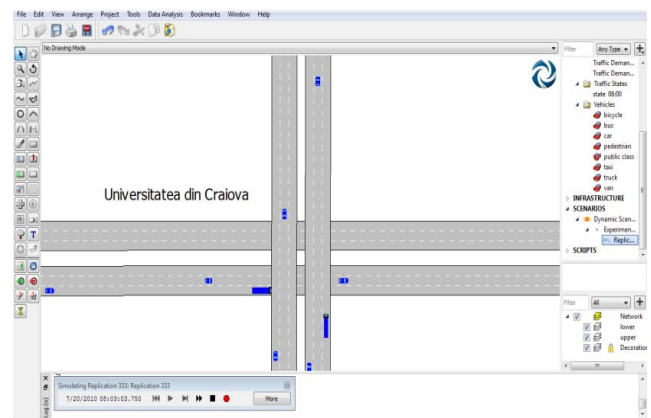 File Edit View Arrange Project Tools Data Analysis Bookmarks Window Help
No Drawing Mode
Filter Any Type
Traffic Deman...
Traffic Deman...
Traffic States
state 08:00
Vehicles
bicycle
bus
car
pedestrian
public class
taxi
truck
van
INFRASTRUCTURE
SCENARIOS
Dynamic Scen...
Experimen...
Replic...
SCRIPTS
Universitatea din Craiova
Filter All
Network
lower
upper
Decoration
Simulating Replication 333: Replication 333
7/20/2010 08:03:03.750 More
Log (0)